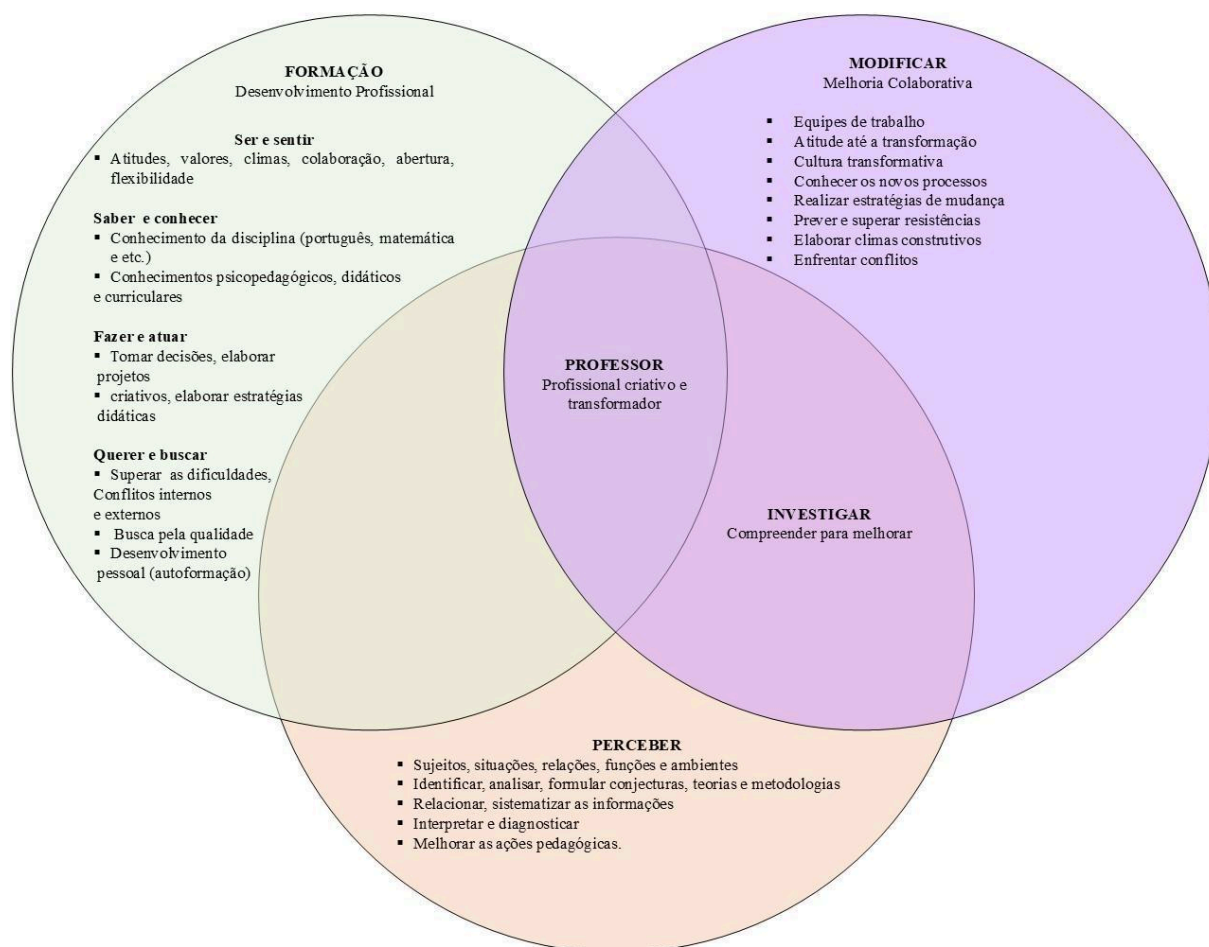 FORMAÇÃO
Desenvolvimento Profissional
Ser e sentir
▪ Atitudes, valores, climas, colaboração, abertura,
flexibilidade
Saber e conhecer
▪ Conhecimento da disciplina (português, matemática
e etc.)
▪ Conhecimentos psicopedagógicos, didáticos
e curriculares
Fazer e atuar
▪ Tomar decisões, elaborar
projetos
▪ criativos, elaborar estratégias
didáticas
Querer e buscar
▪ Superar as dificuldades,
Conflitos internos
e externos
▪ Busca pela qualidade
▪ Desenvolvimento
pessoal (autoformação)
MODIFICAR
Melhoria Colaborativa
▪ Equipes de trabalho
▪ Atitude até a transformação
▪ Cultura transformativa
▪ Conhecer os novos processos
▪ Realizar estratégias de mudança
▪ Prever e superar resistências
▪ Elaborar climas construtivos
▪ Enfrentar conflitos
PROFESSOR
Profissional criativo e
transformador
INVESTIGAR
Compreender para melhorar
PERCEBER
▪ Sujeitos, situações, relações, funções e ambientes
▪ Identificar, analisar, formular conjecturas, teorias e metodologias
▪ Relacionar, sistematizar as informações
▪ Interpretar e diagnosticar
▪ Melhorar as ações pedagógicas.